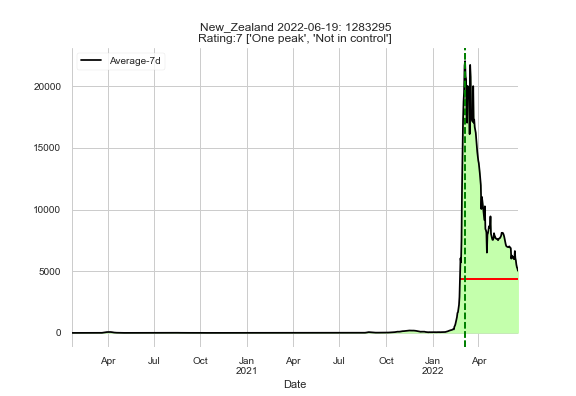 New_Zealand 2022-06-19: 1283295
Rating:7 ['One peak', 'Not in control']
Average-7d
20000
15000
10000
5000
0
Apr Jul Oct Jan Apr Jul Oct Jan Apr
2021 2022
Date